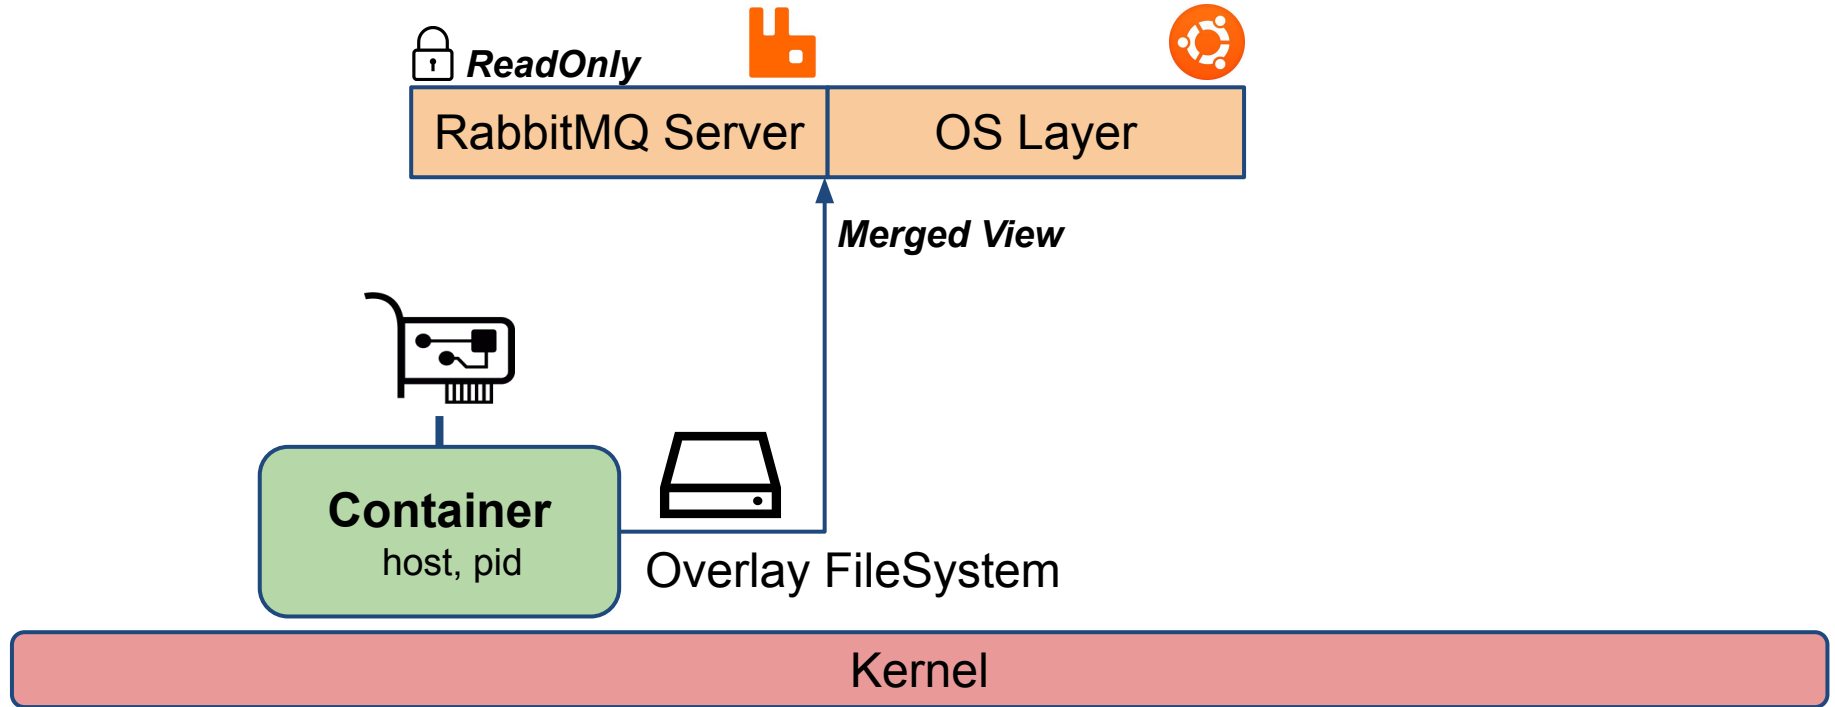 ReadOnly
RabbitMQ Server
OS Layer
Merged View
Container
host, pid
Overlay FileSystem
Kernel